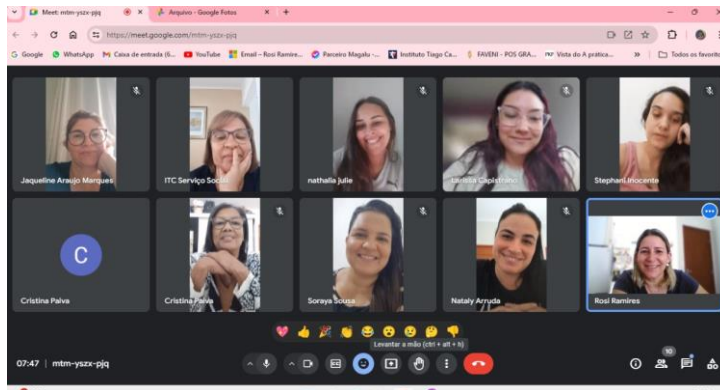 Meet: mtm-yszx-pjq
Arquivo - Google Fotos
https://meet.google.com/mtm-yszx-pjq
Google
WhatsApp
Caixa de entrada (6...
YouTube
Email – Rosi Ramire...
Parceiro Magalu -...
Instituto Tiago Ca...
FAVENI - POS GRA...
Vista do A prática...
Todos os favoritos
Jaqueline Araujo Marques
ITC Serviço Social
nathalia julie
Larissa Capistrano
Stephani Inocente
C
Cristina Paiva
Cristina Paiva
Soraya Sousa
Nataly Arruda
Rosi Ramires
Levantar a mão (ctrl + alt + h)
07:47 | mtm-yszx-pjq
10